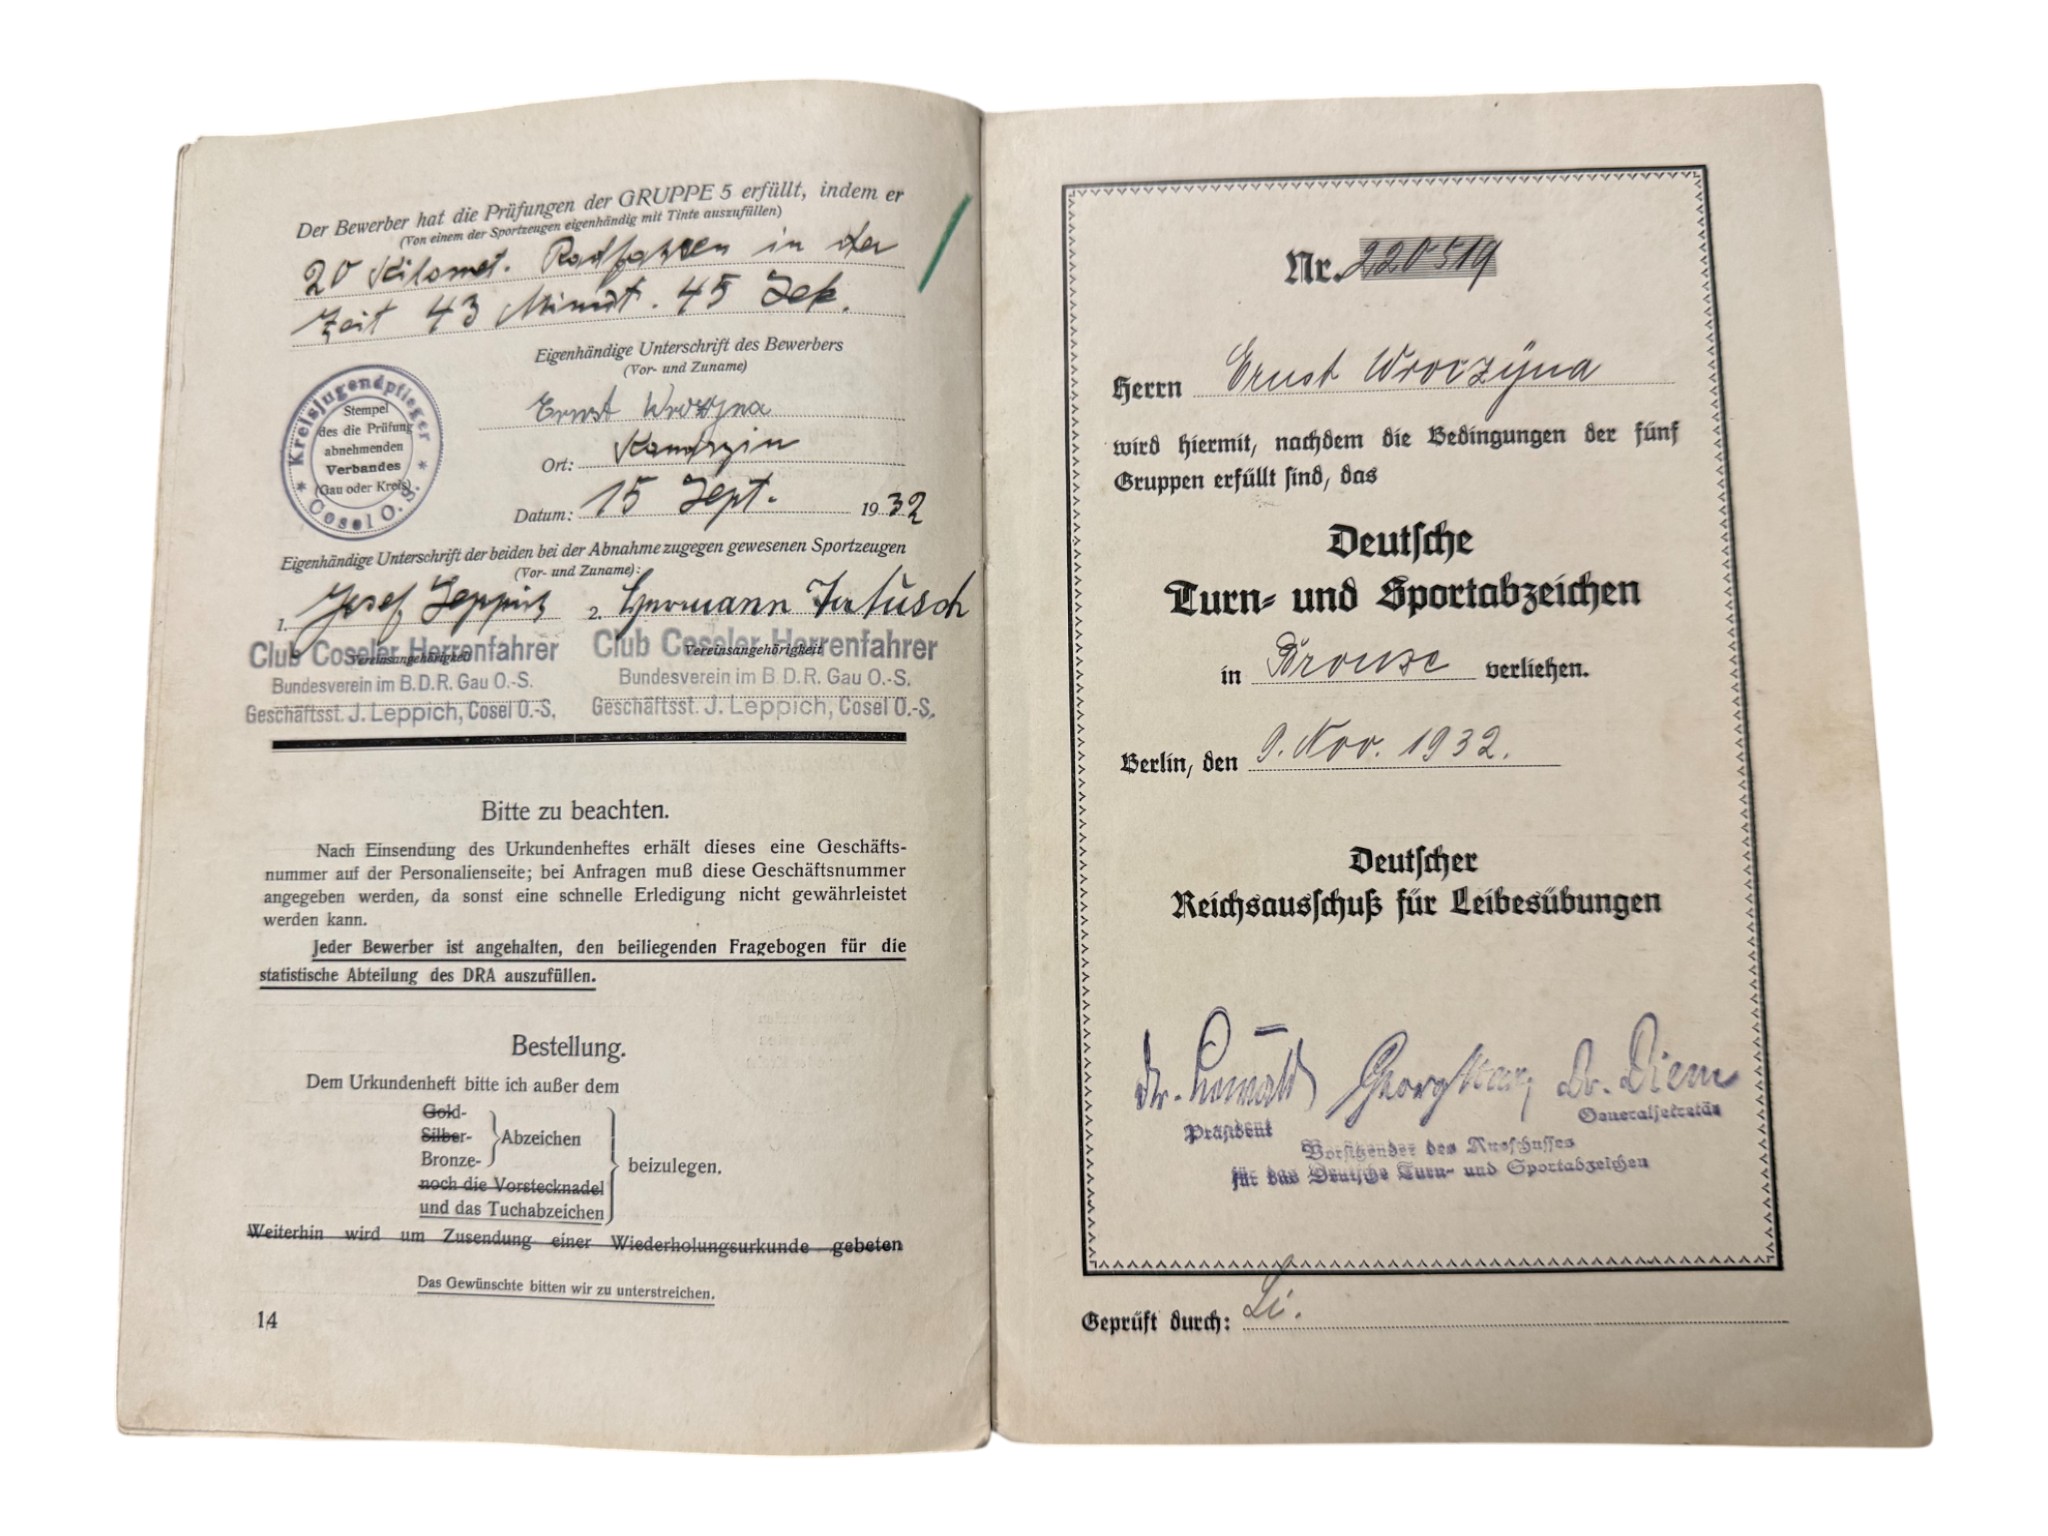 Der Bewerber hat die Prüfungen der GRUPPE 5 erfüllt, indem er
(Von einem der Sportzeugen eigenhändig mit Tinte auszufüllen)
20 Kilomet. Radfahren in der
Zeit 43 Minut. 45 Sek.
Eigenhändige Unterschrift des Bewerbers
(Vor- und Zuname)
Ernst Wrozyna
Ort: Kandrzin
Datum: 15 Sept. 1932
Kreisjugendpfleger
* Cosel O.S. *
Stempel
des die Prüfung
abnehmenden
Verbandes
(Gau oder Kreis)
Eigenhändige Unterschrift der beiden bei der Abnahme zugegen gewesenen Sportzeugen
(Vor- und Zuname):
1. Josef Leppich 2. Hermann
Vereinsangehörigkeit Vereinsangehörigkeit
Club Coseler Herrenfahrer
Bundesverein im B.D.R. Gau O.-S.
Geschäftsst. J. Leppich, Cosel O.-S.
Club Coseler Herrenfahrer
Bundesverein im B.D.R. Gau O.-S.
Geschäftsst. J. Leppich, Cosel O.-S.
Bitte zu beachten.
Nach Einsendung des Urkundenheftes erhält dieses eine Geschäfts-
nummer auf der Personalienseite; bei Anfragen muß diese Geschäftsnummer
angegeben werden, da sonst eine schnelle Erledigung nicht gewährleistet
werden kann.
Jeder Bewerber ist angehalten, den beiliegenden Fragebogen für die
statistische Abteilung des DRA auszufüllen.
Bestellung.
Dem Urkundenheft bitte ich außer dem
Gold-
Silber-
Bronze-
Abzeichen
noch die Vorstecknadel
und das Tuchabzeichen
beizulegen.
Weiterhin wird um Zusendung einer Wiederholungsurkunde gebeten
Das Gewünschte bitten wir zu unterstreichen.
14
Nr. 220519
Herrn Ernst Wroczyna
wird hiermit, nachdem die Bedingungen der fünf
Gruppen erfüllt sind, das
Deutsche
Turn- und Sportabzeichen
in Bronze verliehen.
Berlin, den 9. Nov. 1932.
Deutscher
Reichsausschuß für Leibesübungen
Dr. Lewald
Präsident
Georg
Vorsitzender des Ausschusses
für das Deutsche Turn- und Sportabzeichen
Dr. Diem
Generalsekretär
Geprüft durch: Li.